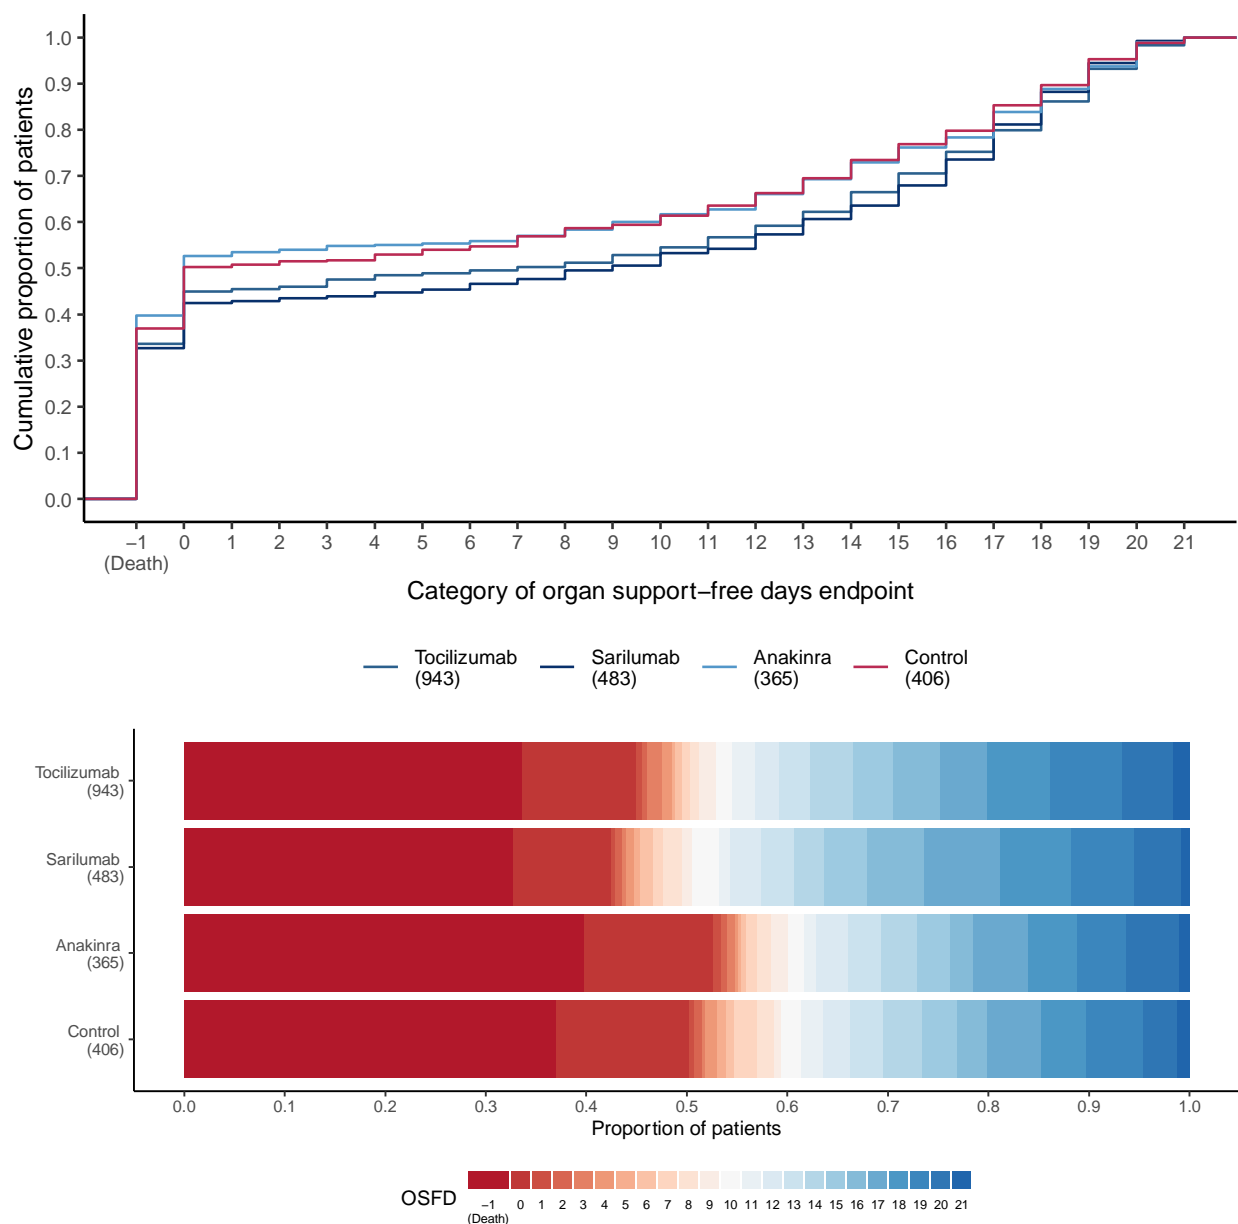 1.0
0.9
0.8
0.7
0.6
0.5
0.4
0.3
0.2
0.1
0.0
Cumulative proportion of patients
−1 0 1 2 3 4 5 6 7 8 9 10 11 12 13 14 15 16 17 18 19 20 21
(Death)
Category of organ support−free days endpoint
Tocilizumab Sarilumab Anakinra Control
(943) (483) (365) (406)
Tocilizumab
(943)
Sarilumab
(483)
Anakinra
(365)
Control
(406)
0.0 0.1 0.2 0.3 0.4 0.5 0.6 0.7 0.8 0.9 1.0
Proportion of patients
OSFD −1 0 1 2 3 4 5 6 7 8 9 10 11 12 13 14 15 16 17 18 19 20 21
(Death)